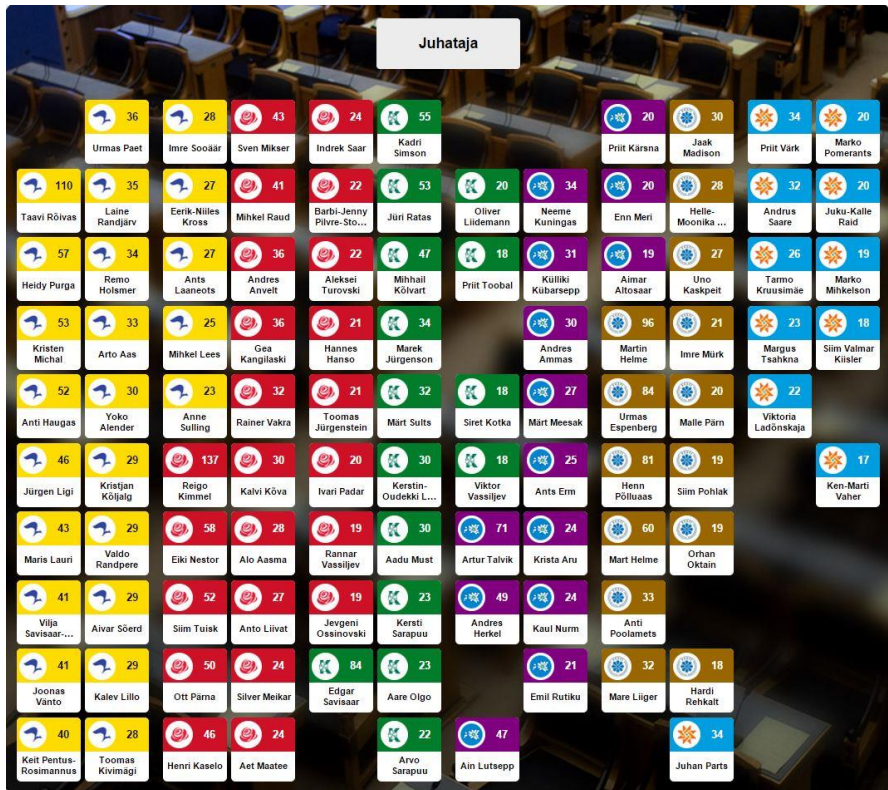 Juhataja
36 28 43 24 55 20 30 34 20
Urmas Paet Imre Sooäär Sven Mikser Indrek Saar Kadri Simson Priit Kärsna Jaak Madison Priit Värk Marko Pomerants
110 35 27 41 22 53 20 34 20 28 32 20
Taavi Rõivas Laine Randjärv Eerik-Niiles Kross Mihkel Raud Barbi-Jenny Pilvre-Sto... Jüri Ratas Oliver Liidemann Neeme Kuningas Enn Meri Helle-Moonika ... Andrus Saare Juku-Kalle Raid
57 34 27 36 22 47 18 31 19 27 26 19
Heidy Purga Remo Holsmer Ants Laaneots Andres Anvelt Aleksei Turovski Mihhail Kõlvart Priit Toobal Külliki Kübarsepp Aimar Altosaar Uno Kaskpeit Tarmo Kruusimäe Marko Mihkelson
53 33 25 36 21 34 30 96 21 23 18
Kristen Michal Arto Aas Mihkel Lees Gea Kangilaski Hannes Hanso Marek Jürgenson Andres Ammas Martin Helme Imre Mürk Margus Tsahkna Siim Valmar Kiisler
52 30 23 32 21 32 18 27 84 20 22
Anti Haugas Yoko Alender Anne Sulling Rainer Vakra Toomas Jürgenstein Märt Sults Siret Kotka Märt Meesak Urmas Espenberg Malle Pärn Viktoria Ladõnskaja
46 29 137 30 20 30 18 25 81 19 17
Jürgen Ligi Kristjan Kõljalg Reigo Kimmel Kalvi Kõva Ivari Padar Kerstin-Oudekki L... Viktor Vassiljev Ants Erm Henn Põlluaas Siim Pohlak Ken-Marti Vaher
43 29 58 28 19 30 71 24 60 19
Maris Lauri Valdo Randpere Eiki Nestor Alo Aasma Rannar Vassiljev Aadu Must Artur Talvik Krista Aru Mart Helme Orhan Oktain
41 29 52 27 19 23 49 24 33
Vilja Savisaar-... Aivar Sõerd Siim Tuisk Anto Liivat Jevgeni Ossinovski Kersti Sarapuu Andres Herkel Kaul Nurm Anti Poolamets
41 29 50 24 84 23 21 32 18
Joonas Vänto Kalev Lillo Ott Pärna Silver Meikar Edgar Savisaar Aare Olgo Emil Rutiku Mare Liiger Hardi Rehkalt
40 28 46 24 22 47 34
Keit Pentus-Rosimannus Toomas Kivimägi Henri Kaselo Aet Maatee Arvo Sarapuu Ain Lutsepp Juhan Parts